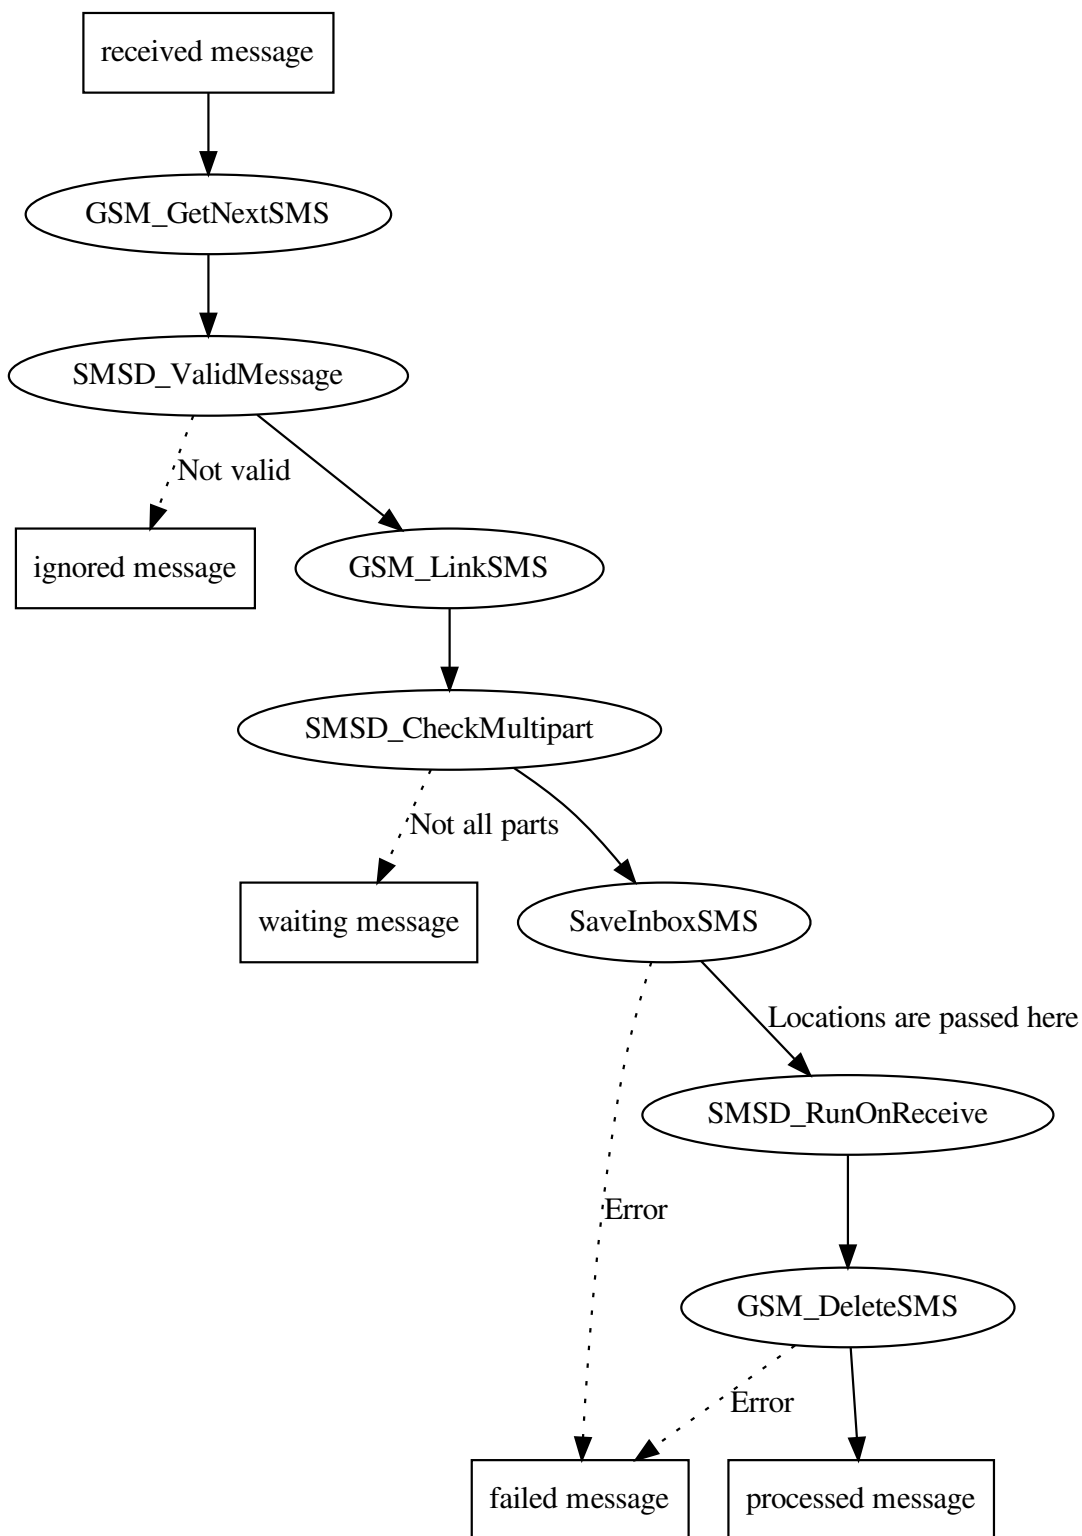 received message
GSM_GetNextSMS
SMSD_ValidMessage
Not valid
ignored message
GSM_LinkSMS
SMSD_CheckMultipart
Not all parts
waiting message
SaveInboxSMS
Locations are passed here
SMSD_RunOnReceive
Error
GSM_DeleteSMS
Error
failed message
processed message